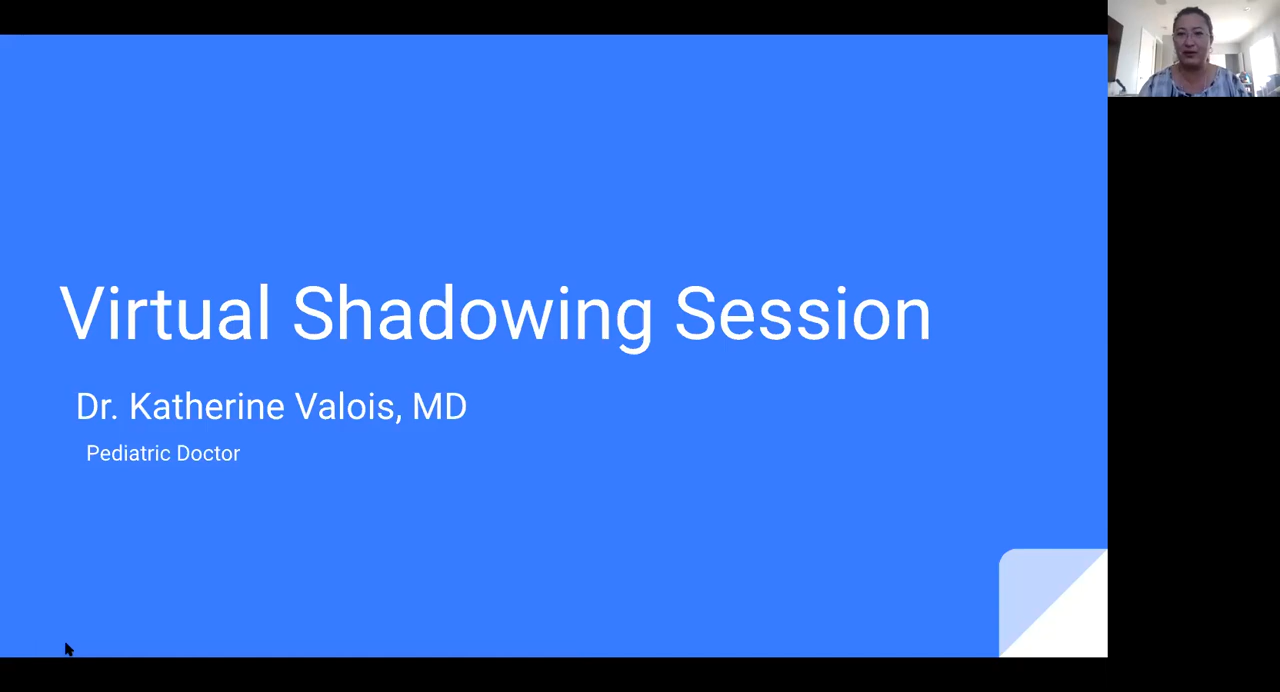 Virtual Shadowing Session
Dr. Katherine Valois, MD
Pediatric Doctor